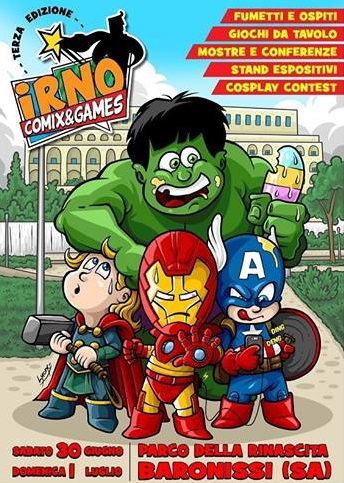 - TERZA EDIZIONE -
iRNO
COMIX&GAMES
FUMETTI E OSPITI
GIOCHI DA TAVOLO
MOSTRE E CONFERENZE
STAND ESPOSITIVI
COSPLAY CONTEST
A
DING
DENG
SABATO 30 GIUGNO
DOMENICA 1 LUGLIO
PARCO DELLA RINASCITA
BARONISSI (SA)